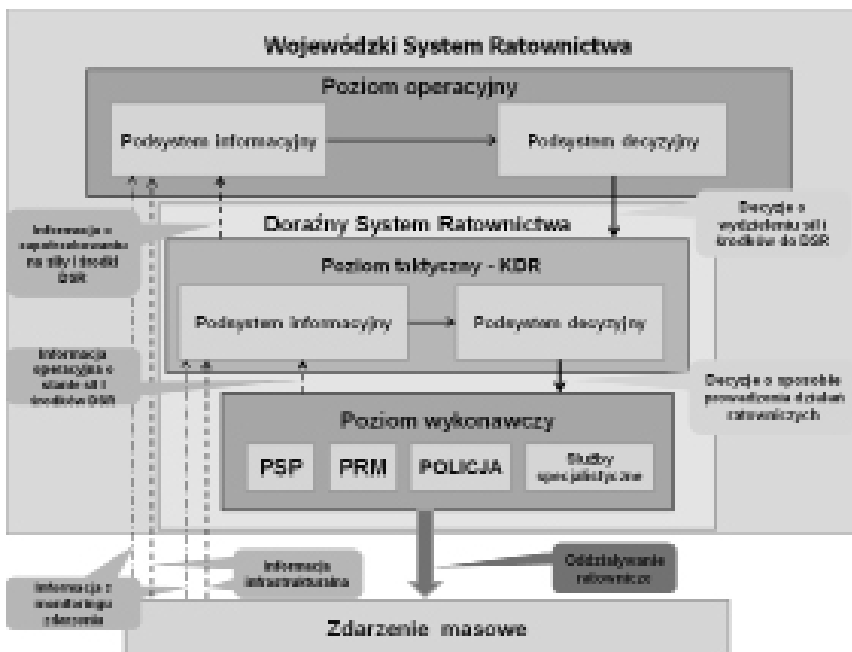 Wojewódzki System Ratownictwa
Poziom operacyjny
Podsystem informacyjny
Podsystem decyzyjny
Informacja o
zapotrzebowaniu
na siły i środki
DSR
Doraźny System Ratownictwa
Decyzje o
wydzieleniu sił i
środków do DSR
Poziom taktyczny - KDR
Podsystem informacyjny
Podsystem decyzyjny
Informacja
operacyjna o
stanie sił i
środków DSR
Decyzje o sposobie
prowadzenia działań
ratowniczych
Poziom wykonawczy
PSP
PRM
POLICJA
Służby
specjalistyczne
Informacja z
monitoringu
zdarzenia
Informacja
infrastrukturalna
Oddziaływanie
ratownicze
Zdarzenie masowe